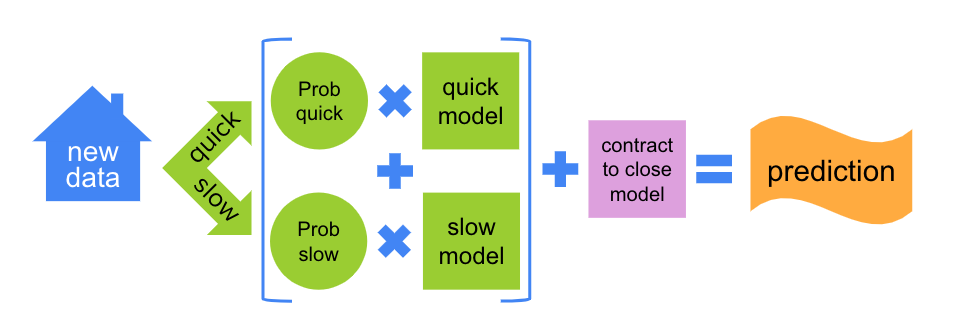 new
data
quick
slow
Prob
quick
quick
model
Prob
slow
slow
model
contract
to close
model
prediction